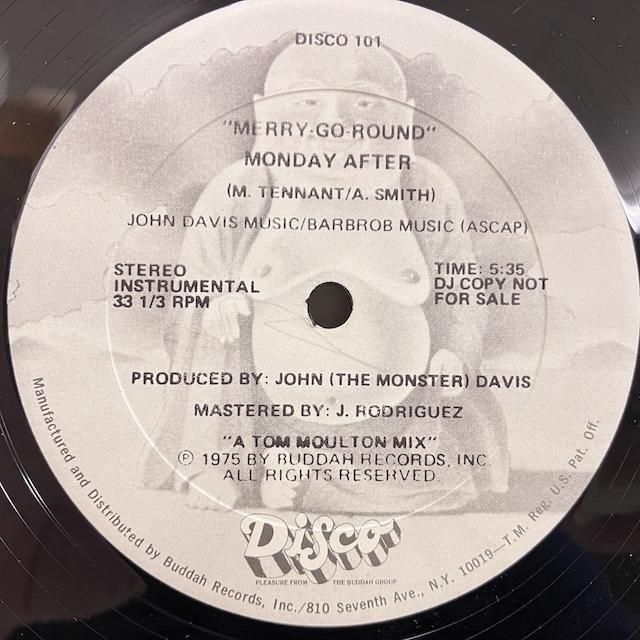 DISCO 101
"MERRY-GO-ROUND"
MONDAY AFTER
(M. TENNANT/A. SMITH)
JOHN DAVIS MUSIC/BARBROB MUSIC (ASCAP)
STEREO
INSTRUMENTAL
33 1/3 RPM
TIME: 5:35
DJ COPY NOT
FOR SALE
PRODUCED BY: JOHN (THE MONSTER) DAVIS
MASTERED BY: J. RODRIGUEZ
"A TOM MOULTON MIX"
Ⓟ 1975 BY BUDDAH RECORDS, INC.
ALL RIGHTS RESERVED.
Disco
PLEASURE FROM THE BUDDAH GROUP
Manufactured and Distributed by Buddah Records, Inc./810 Seventh Ave., N.Y. 10019—T.M. Reg. U.S. Pat. Off.